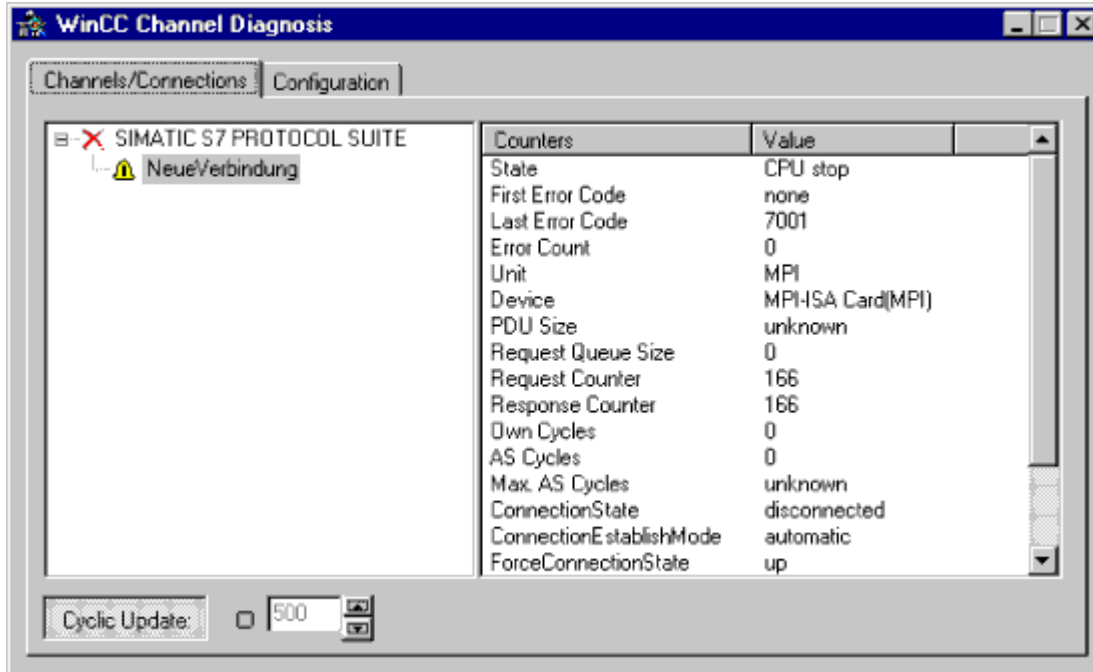 WinCC Channel Diagnosis
Channels/Connections Configuration
SIMATIC S7 PROTOCOL SUITE
NeueVerbindung
Counters Value
State CPU stop
First Error Code none
Last Error Code 7001
Error Count 0
Unit MPI
Device MPI-ISA Card(MPI)
PDU Size unknown
Request Queue Size 0
Request Counter 166
Response Counter 166
Own Cycles 0
AS Cycles 0
Max. AS Cycles unknown
ConnectionState disconnected
ConnectionEstablishMode automatic
ForceConnectionState up
Cyclic Update: 500